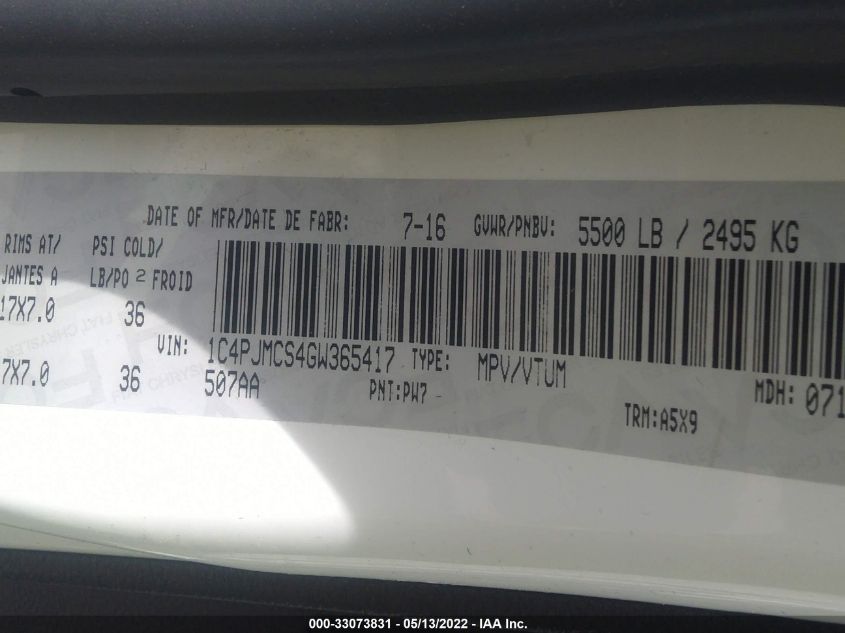 DATE OF MFR/DATE DE FABR: 7-16 GVWR/PNBV: 5500 LB / 2495 KG
RIMS AT/ PSI COLD/
JANTES A LB/PO 2 FROID
17X7.0 36
VIN: 1C4PJMCS4GW365417 TYPE: MPV/VTUM MDH: 071
7X7.0 36 507AA PNT:PW7 TRM:A5X9
000-33073831 - 05/13/2022 - IAA Inc.